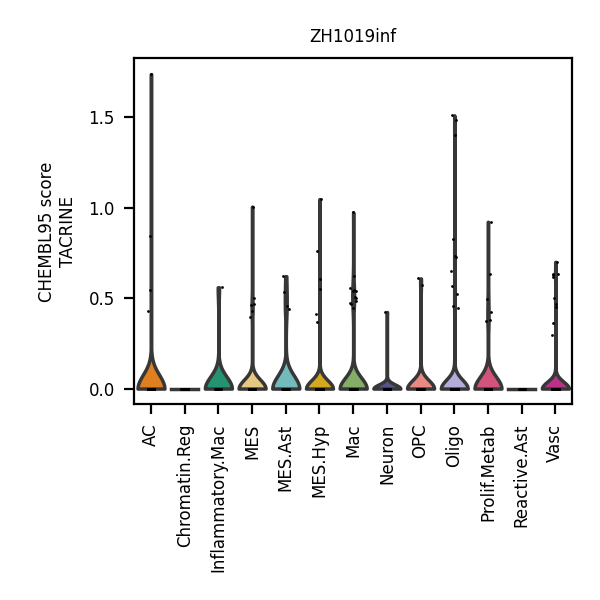 ZH1019inf
CHEMBL95 score
TACRINE
1.5
1.0
0.5
0.0
AC
Chromatin.Reg
Inflammatory.Mac
MES
MES.Ast
MES.Hyp
Mac
Neuron
OPC
Oligo
Prolif.Metab
Reactive.Ast
Vasc